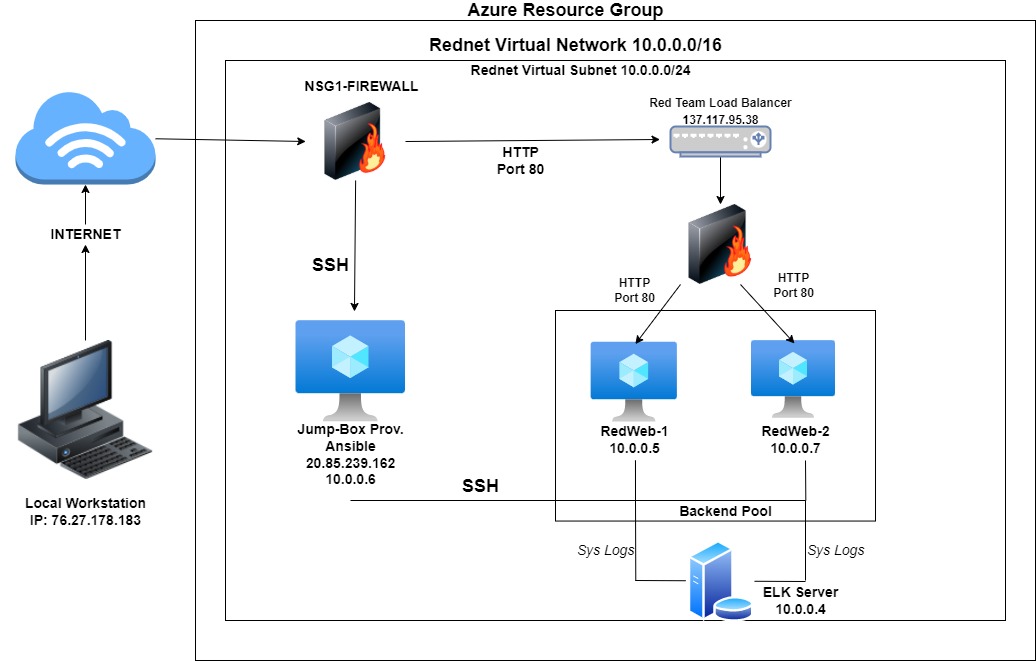 Azure Resource Group
Rednet Virtual Network 10.0.0.0/16
Rednet Virtual Subnet 10.0.0.0/24
NSG1-FIREWALL
Red Team Load Balancer
137.117.95.38
HTTP
Port 80
INTERNET
SSH
HTTP
Port 80
HTTP
Port 80
Jump-Box Prov.
Ansible
20.85.239.162
10.0.0.6
RedWeb-1
10.0.0.5
RedWeb-2
10.0.0.7
Local Workstation
IP: 76.27.178.183
SSH
Backend Pool
Sys Logs
Sys Logs
ELK Server
10.0.0.4